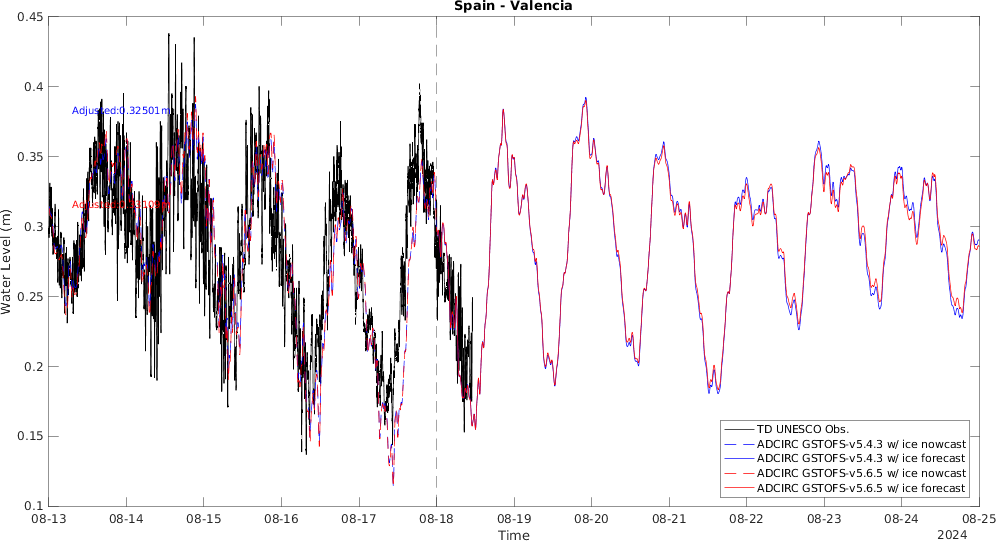 Spain - Valencia
0.45
0.4
0.35
0.3
0.25
0.2
0.15
0.1
Water Level (m)
Adjusted:0.32501m
08-13
08-14
08-15
08-16
08-17
08-18
08-19
08-20
08-21
08-22
08-23
08-24
08-25
Time
2024
TD UNESCO Obs.
ADCIRC GSTOFS-v5.4.3 w/ ice nowcast
ADCIRC GSTOFS-v5.4.3 w/ ice forecast
ADCIRC GSTOFS-v5.6.5 w/ ice nowcast
ADCIRC GSTOFS-v5.6.5 w/ ice forecast